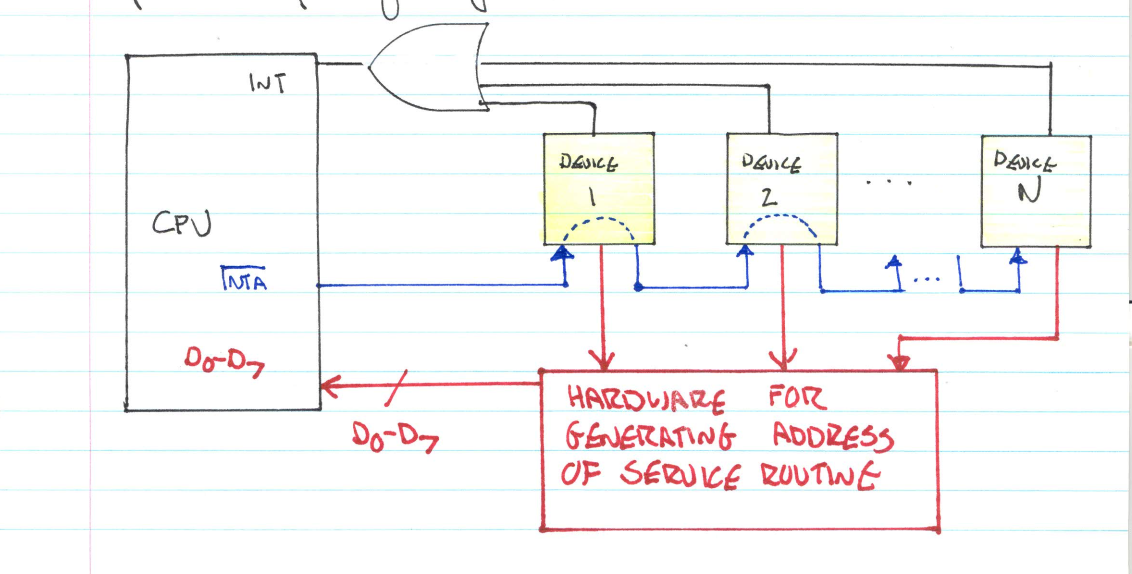 INT
CPU
INTA
D0-D7
DEVICE
1
DEVICE
2
...
DEVICE
N
...
D0-D7
HARDWARE FOR
GENERATING ADDRESS
OF SERVICE ROUTINE